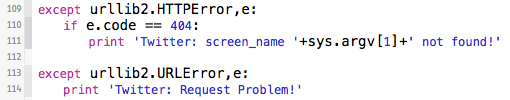 109 except urllib2.HTTPError,e:
110     if e.code == 404:
111         print 'Twitter: screen_name '+sys.argv[1]+' not found!'
112
113 except urllib2.URLError,e:
114     print 'Twitter: Request Problem!'